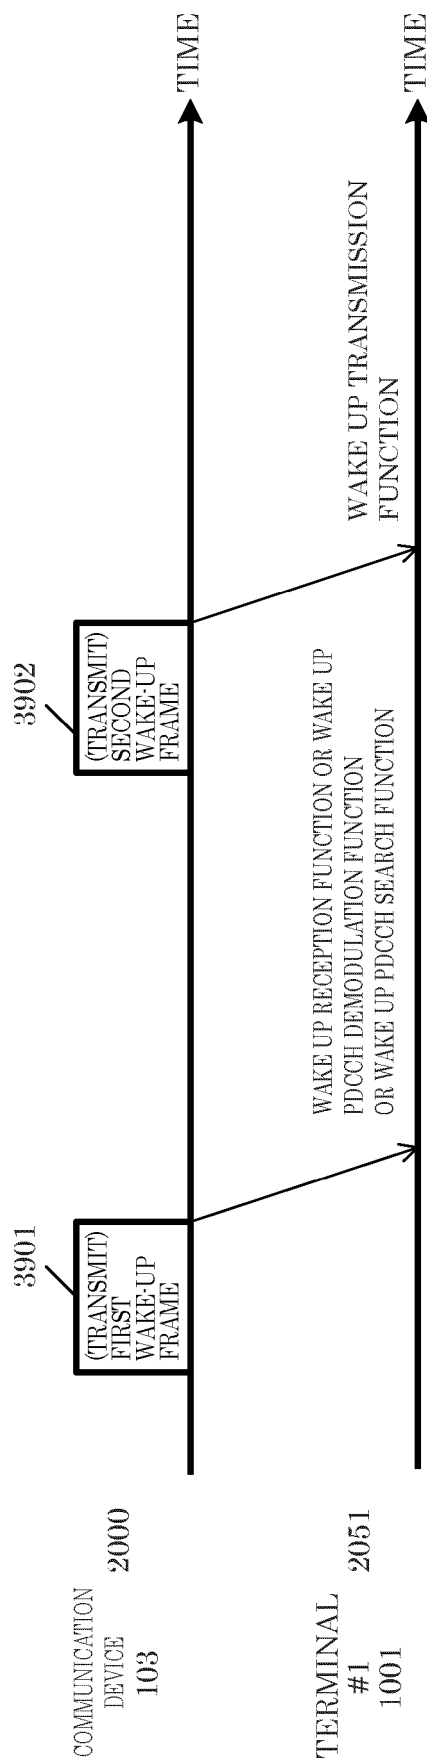 3901
3902
(TRANSMIT)
FIRST
WAKE-UP
FRAME
(TRANSMIT)
SECOND
WAKE-UP
FRAME
COMMUNICATION
DEVICE
103
2000
TIME
WAKE UP RECEPTION FUNCTION OR WAKE UP
PDCCH DEMODULATION FUNCTION
OR WAKE UP PDCCH SEARCH FUNCTION
WAKE UP TRANSMISSION
FUNCTION
TERMINAL
#1
1001
2051
TIME